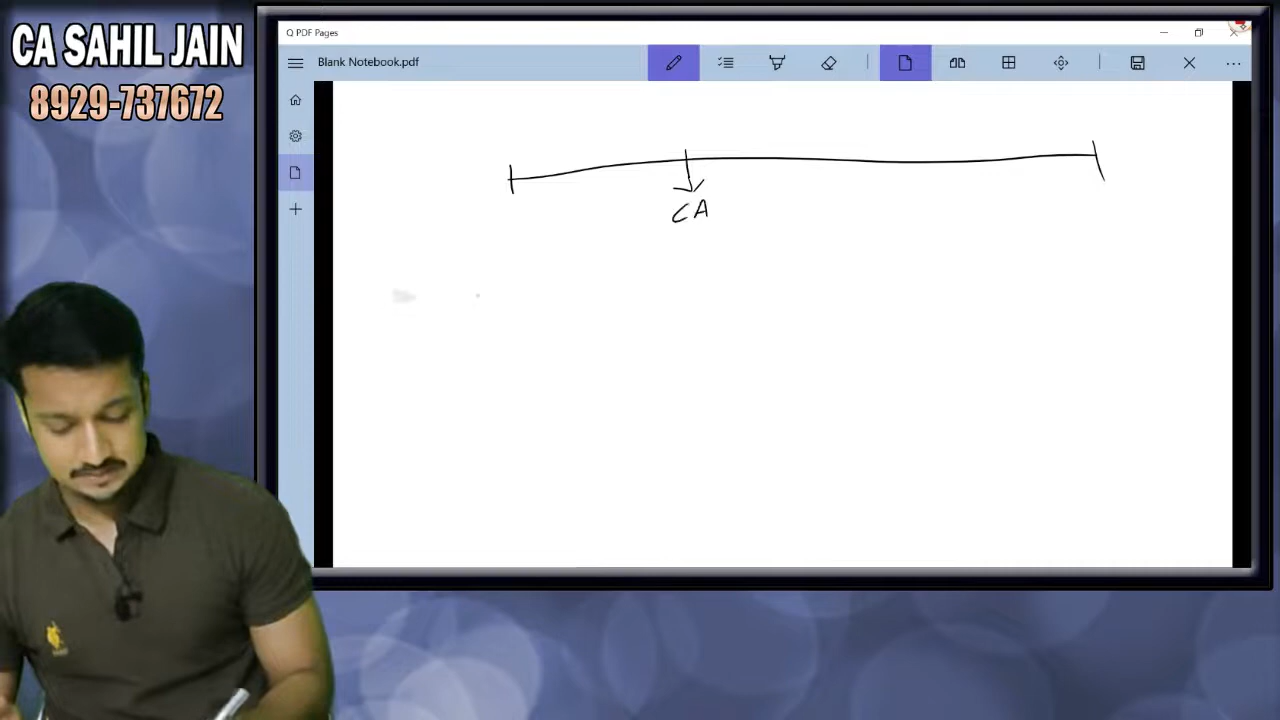 CA SAHIL JAIN
8929-737672
Q PDF Pages
Blank Notebook.pdf
CA